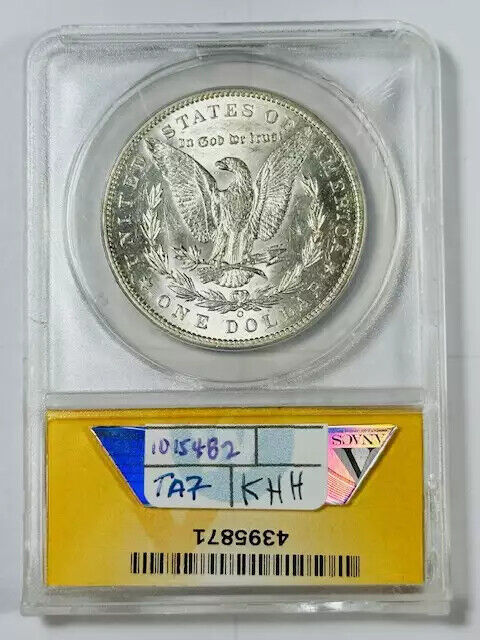 UNITED STATES OF AMERICA
In God we trust
ONE DOLLAR
O
1015482
TA7 KHH
ANACS
4395871